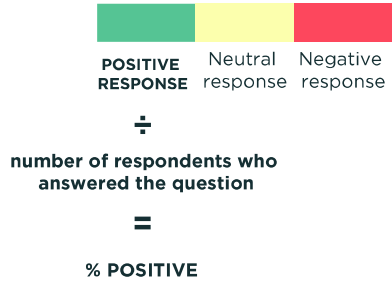 POSITIVE RESPONSE
Neutral response
Negative response
÷
number of respondents who
answered the question
=
% POSITIVE